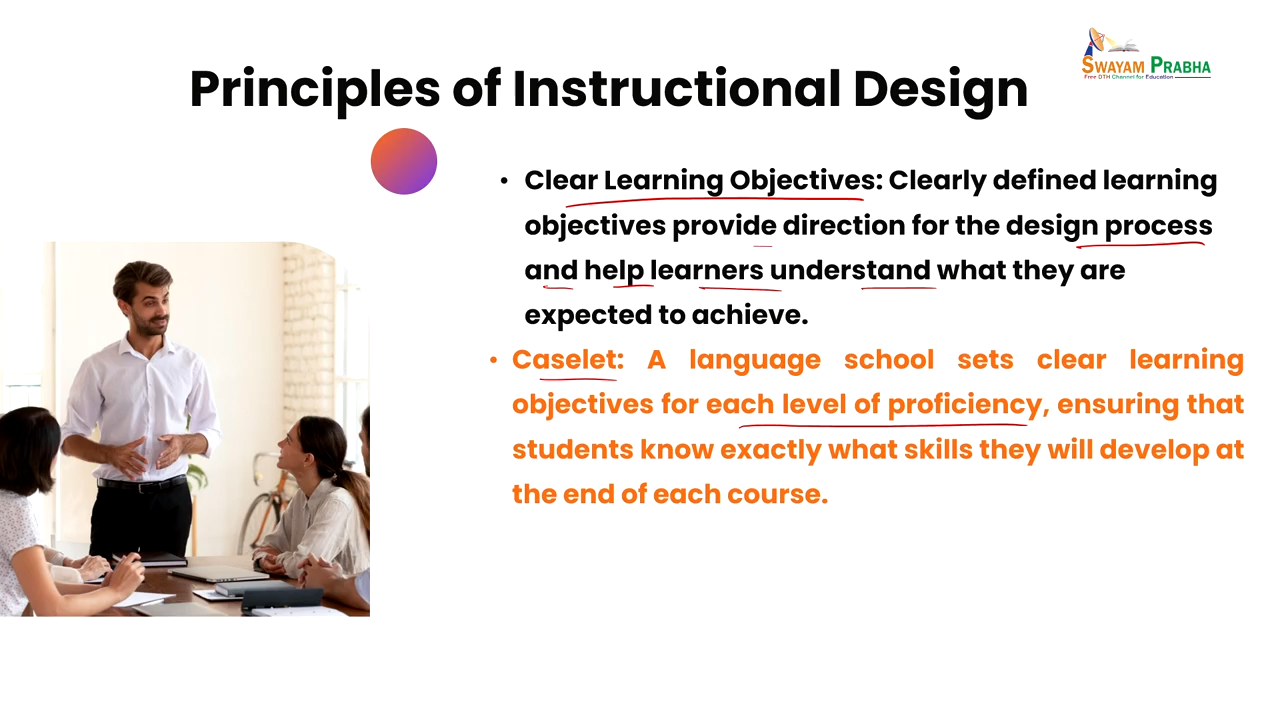 SWAYAM PRABHA
Free DTH Channel for Education
Principles of Instructional Design
• Clear Learning Objectives: Clearly defined learning
objectives provide direction for the design process
and help learners understand what they are
expected to achieve.
• Caselet: A language school sets clear learning
objectives for each level of proficiency, ensuring that
students know exactly what skills they will develop at
the end of each course.